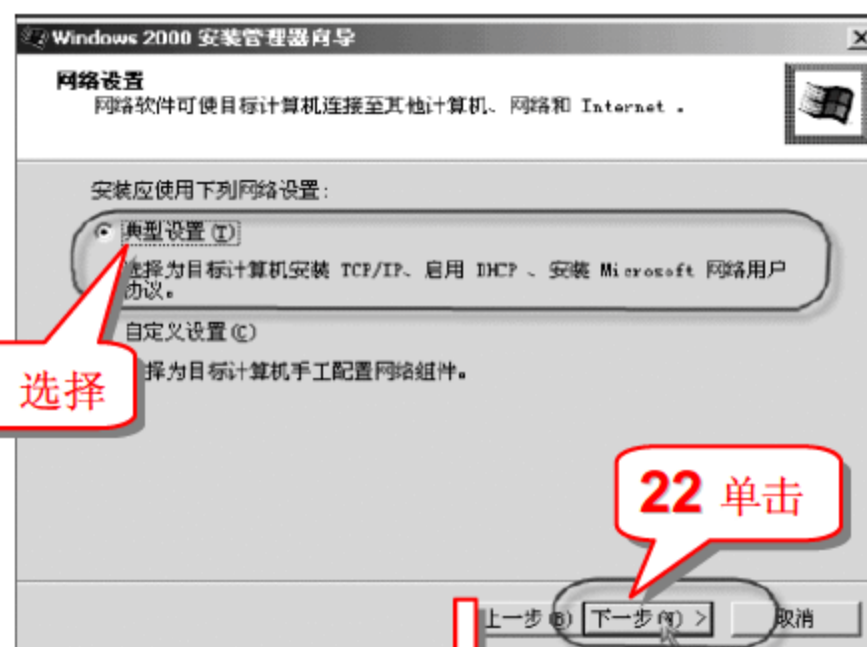 Windows 2000 安装管理器向导
网络设置
网络软件可使目标计算机连接至其他计算机、网络和 Internet .
安装应使用下列网络设置:
典型设置(T)
选择为目标计算机安装 TCP/IP、启用 DHCP 、安装 Microsoft 网络用户
协议。
自定义设置(C)
择为目标计算机手工配置网络组件。
选择
22 单击
上一步(B)
下一步(N) >
取消